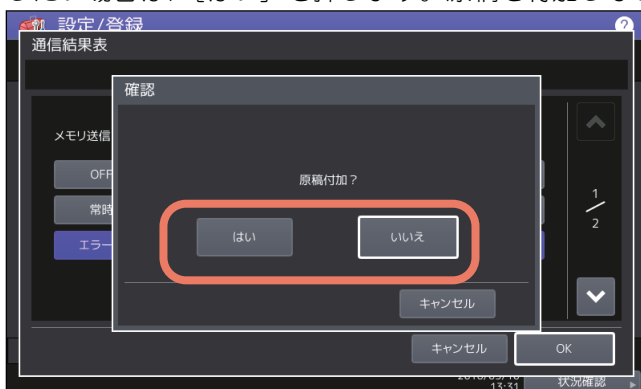 設定/登録
通信結果表
確認
メモリ送信
原稿付加？
OFF
常時
エラー
はい
いいえ
1
2
キャンセル
キャンセル
OK
13:31
状況確認